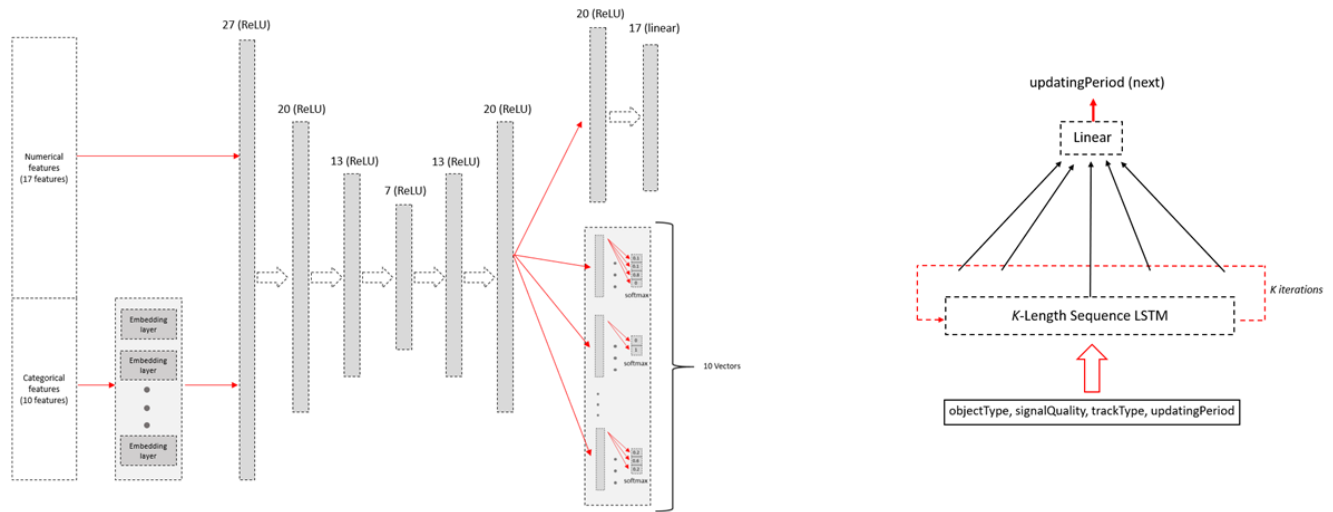 27 (ReLU)
20 (ReLU)
13 (ReLU)
7 (ReLU)
13 (ReLU)
20 (ReLU)
20 (ReLU)
17 (linear)
Numerical
features
(17 features)
Categorical
features
(10 features)
Embedding
layer
Embedding
layer
Embedding
layer
softmax
softmax
softmax
10 Vectors
updatingPeriod (next)
Linear
K iterations
K-Length Sequence LSTM
objectType, signalQuality, trackType, updatingPeriod